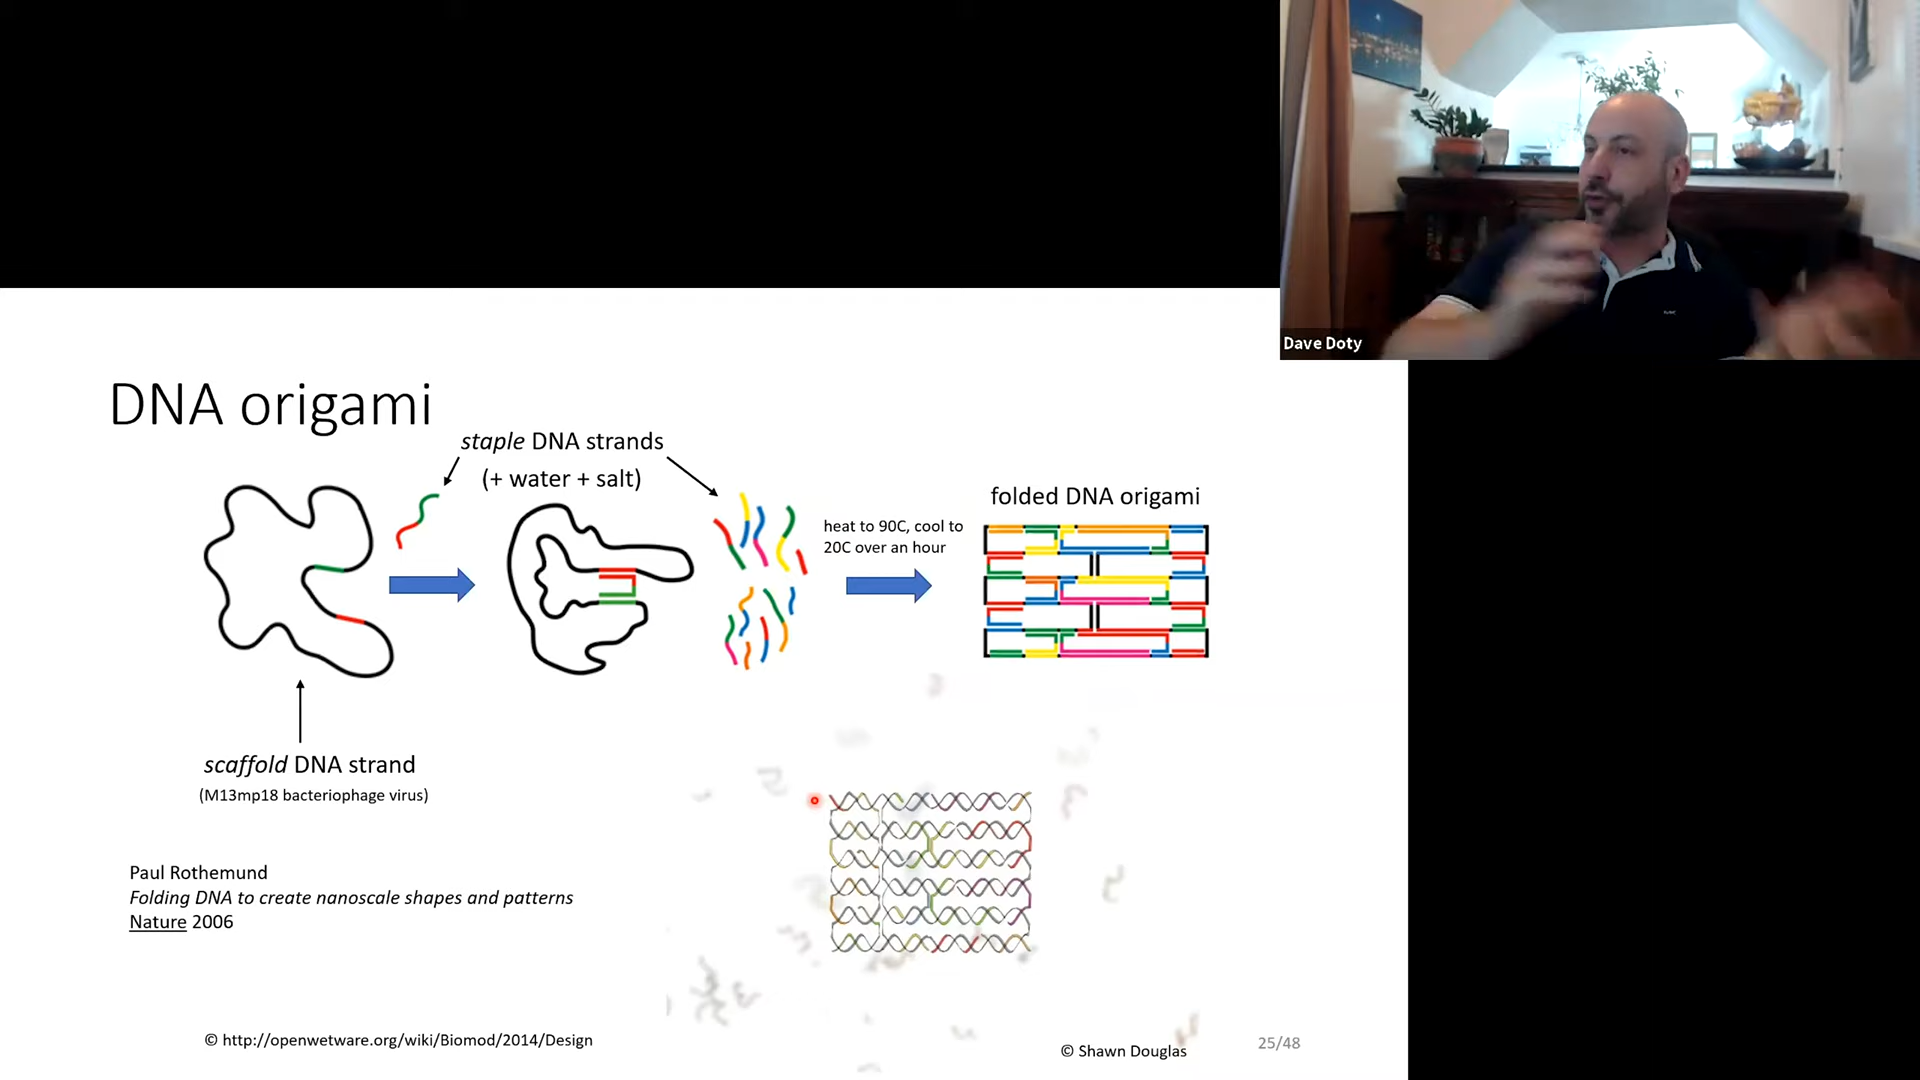 Dave Doty
DNA origami
staple DNA strands
(+ water + salt)
folded DNA origami
heat to 90C, cool to
20C over an hour
scaffold DNA strand
(M13mp18 bacteriophage virus)
Paul Rothemund
Folding DNA to create nanoscale shapes and patterns
Nature 2006
© http://openwetware.org/wiki/Biomod/2014/Design
© Shawn Douglas
25/48